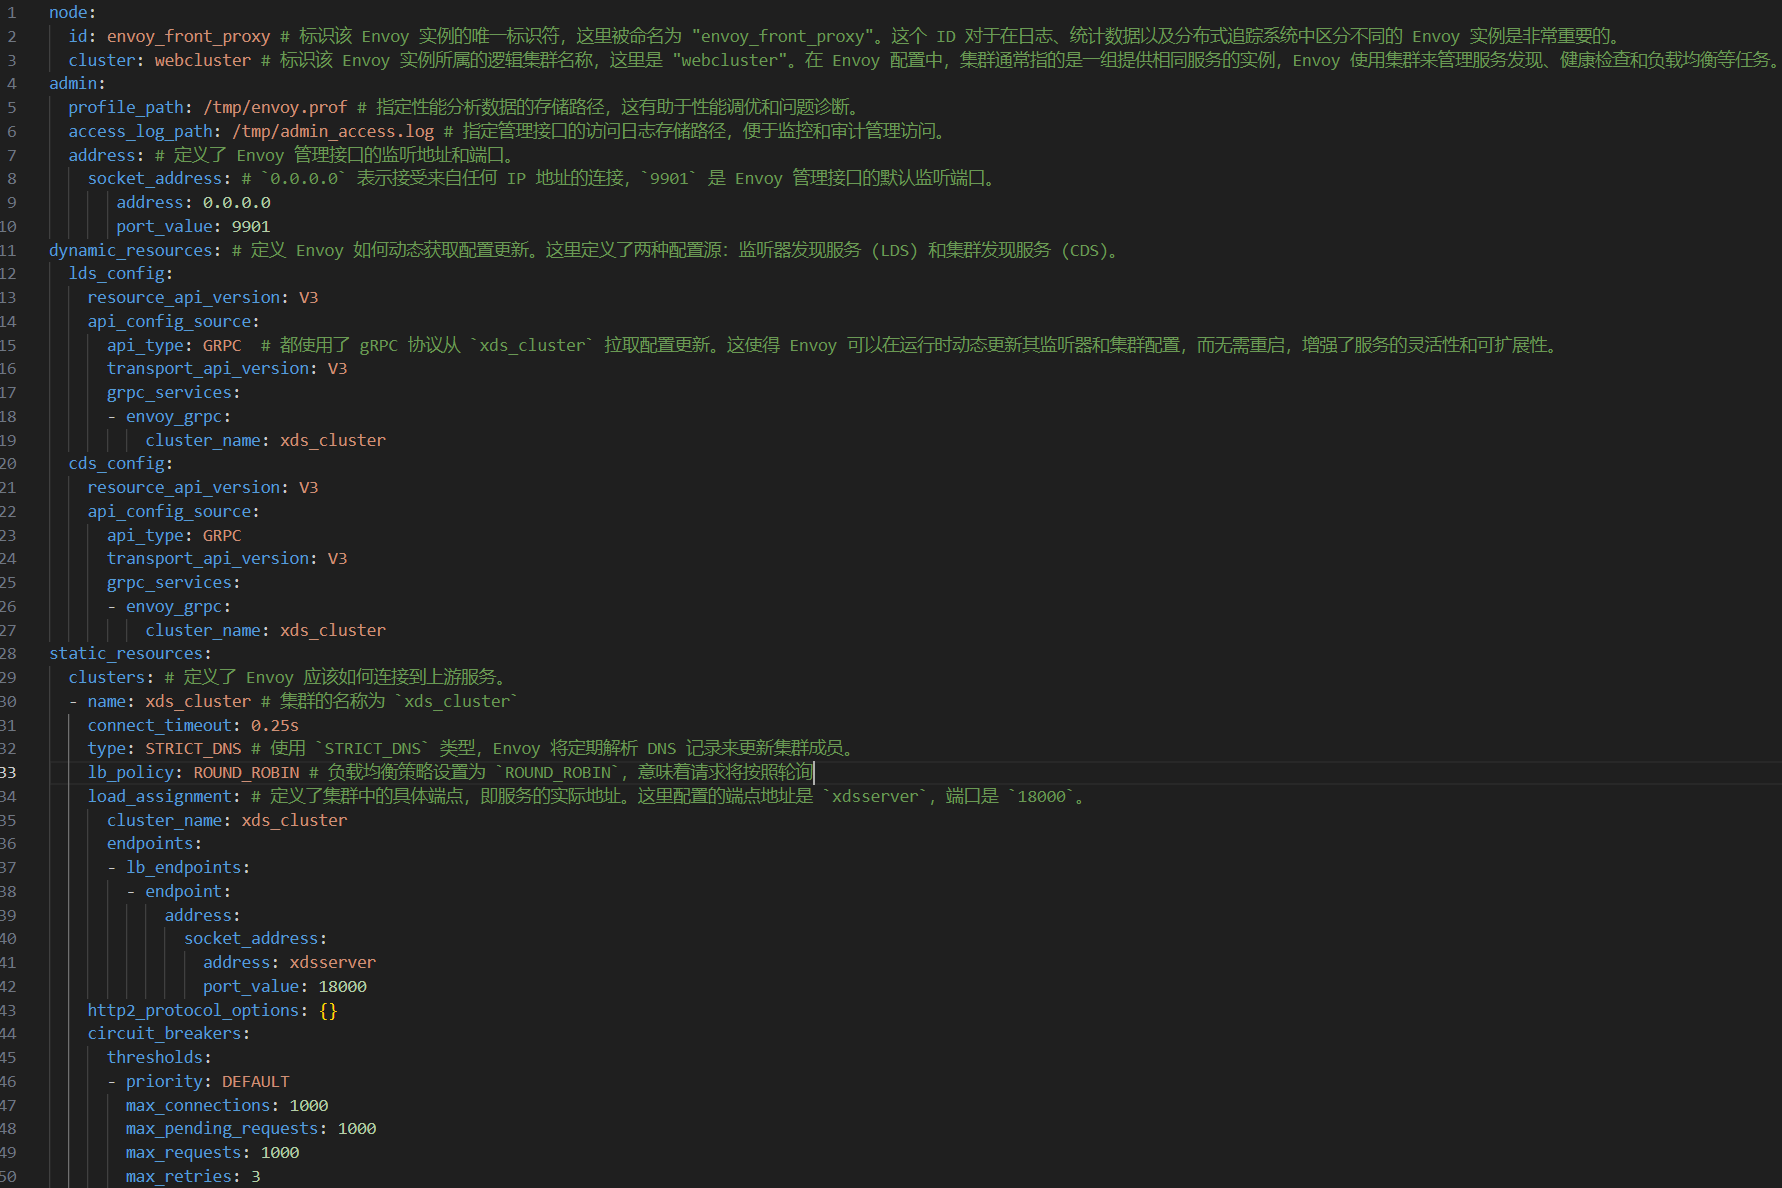 1 node:
2 id: envoy_front_proxy # 标识该 Envoy 实例的唯一标识符，这里被命名为 "envoy_front_proxy"。这个 ID 对于在日志、统计数据以及分布式追踪系统中区分不同的 Envoy 实例是非常重要的。
3 cluster: webcluster # 标识该 Envoy 实例所属的逻辑集群名称，这里是 "webcluster"。在 Envoy 配置中，集群通常指的是一组提供相同服务的实例，Envoy 使用集群来管理服务发现、健康检查和负载均衡等任务。
4 admin:
5 profile_path: /tmp/envoy.prof # 指定性能分析数据的存储路径，这有助于性能调优和问题诊断。
6 access_log_path: /tmp/admin_access.log # 指定管理接口的访问日志存储路径，便于监控和审计管理访问。
7 address: # 定义了 Envoy 管理接口的监听地址和端口。
8 socket_address: # `0.0.0.0` 表示接受来自任何 IP 地址的连接，`9901` 是 Envoy 管理接口的默认监听端口。
9 address: 0.0.0.0
10 port_value: 9901
11 dynamic_resources: # 定义 Envoy 如何动态获取配置更新。这里定义了两种配置源：监听器发现服务 (LDS) 和集群发现服务 (CDS)。
12 lds_config:
13 resource_api_version: V3
14 api_config_source:
15 api_type: GRPC # 都使用了 gRPC 协议从 `xds_cluster` 拉取配置更新。这使得 Envoy 可以在运行时动态更新其监听器和集群配置，而无需重启，增强了服务的灵活性和可扩展性。
16 transport_api_version: V3
17 grpc_services:
18 - envoy_grpc:
19 cluster_name: xds_cluster
20 cds_config:
21 resource_api_version: V3
22 api_config_source:
23 api_type: GRPC
24 transport_api_version: V3
25 grpc_services:
26 - envoy_grpc:
27 cluster_name: xds_cluster
28 static_resources:
29 clusters: # 定义了 Envoy 应该如何连接到上游服务。
30 - name: xds_cluster # 集群的名称为 `xds_cluster`
31 connect_timeout: 0.25s
32 type: STRICT_DNS # 使用 `STRICT_DNS` 类型，Envoy 将定期解析 DNS 记录来更新集群成员。
33 lb_policy: ROUND_ROBIN # 负载均衡策略设置为 `ROUND_ROBIN`，意味着请求将按照轮询
34 load_assignment: # 定义了集群中的具体端点，即服务的实际地址。这里配置的端点地址是 `xdsserver`，端口是 `18000`。
35 cluster_name: xds_cluster
36 endpoints:
37 - lb_endpoints:
38 - endpoint:
39 address:
40 socket_address:
41 address: xdsserver
42 port_value: 18000
43 http2_protocol_options: {}
44 circuit_breakers:
45 thresholds:
46 - priority: DEFAULT
47 max_connections: 1000
48 max_pending_requests: 1000
49 max_requests: 1000
50 max_retries: 3